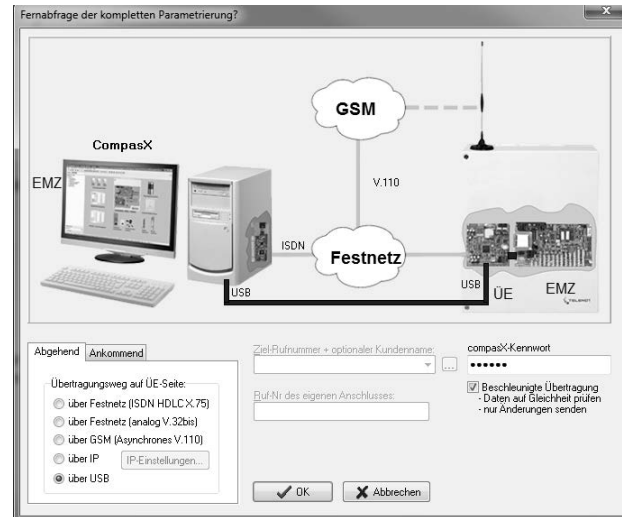 Fernabfrage der kompletten Parametrierung?
GSM
CompasX
EMZ
V.110
ISDN
Festnetz
USB
USB
ÜE
EMZ
TELENOT
Abgehend
Ankommend
Übertragungsweg auf ÜE-Seite:
über Festnetz (ISDN HDLC X.75)
über Festnetz (analog V.32bis)
über GSM (Asynchrones V.110)
über IP
IP-Einstellungen...
über USB
Ziel-Rufnummer + optionaler Kundenname:
...
Ruf-Nr des eigenen Anschlusses:
compasX-Kennwort
●●●●●●
Beschleunigte Übertragung
- Daten auf Gleichheit prüfen
- nur Änderungen senden
OK
Abbrechen